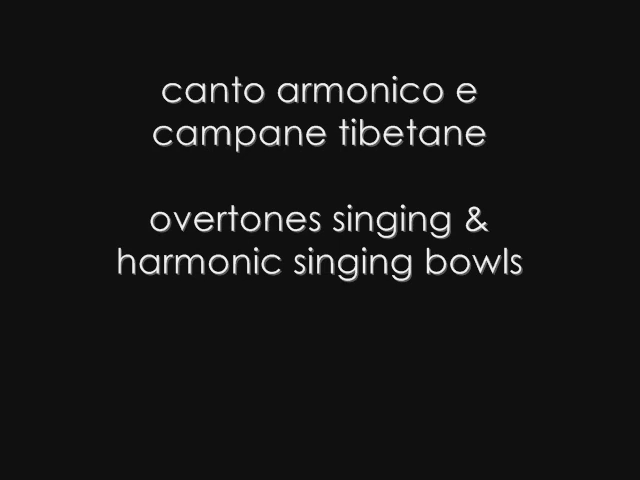 canto armonico e
campane tibetane
overtones singing &
harmonic singing bowls